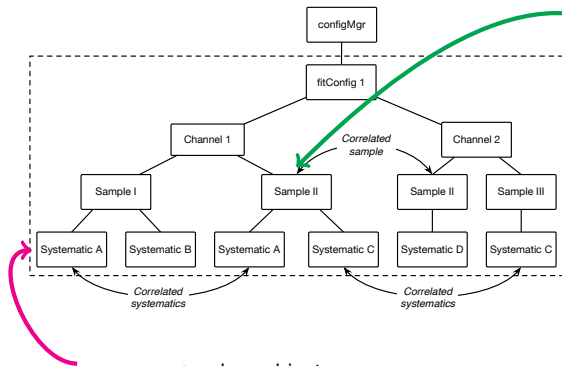 configMgr
fitConfig 1
Channel 1
Correlated
sample
Channel 2
Sample I
Sample II
Sample II
Sample III
Systematic A
Systematic B
Systematic A
Systematic C
Systematic D
Systematic C
Correlated
systematics
Correlated
systematics